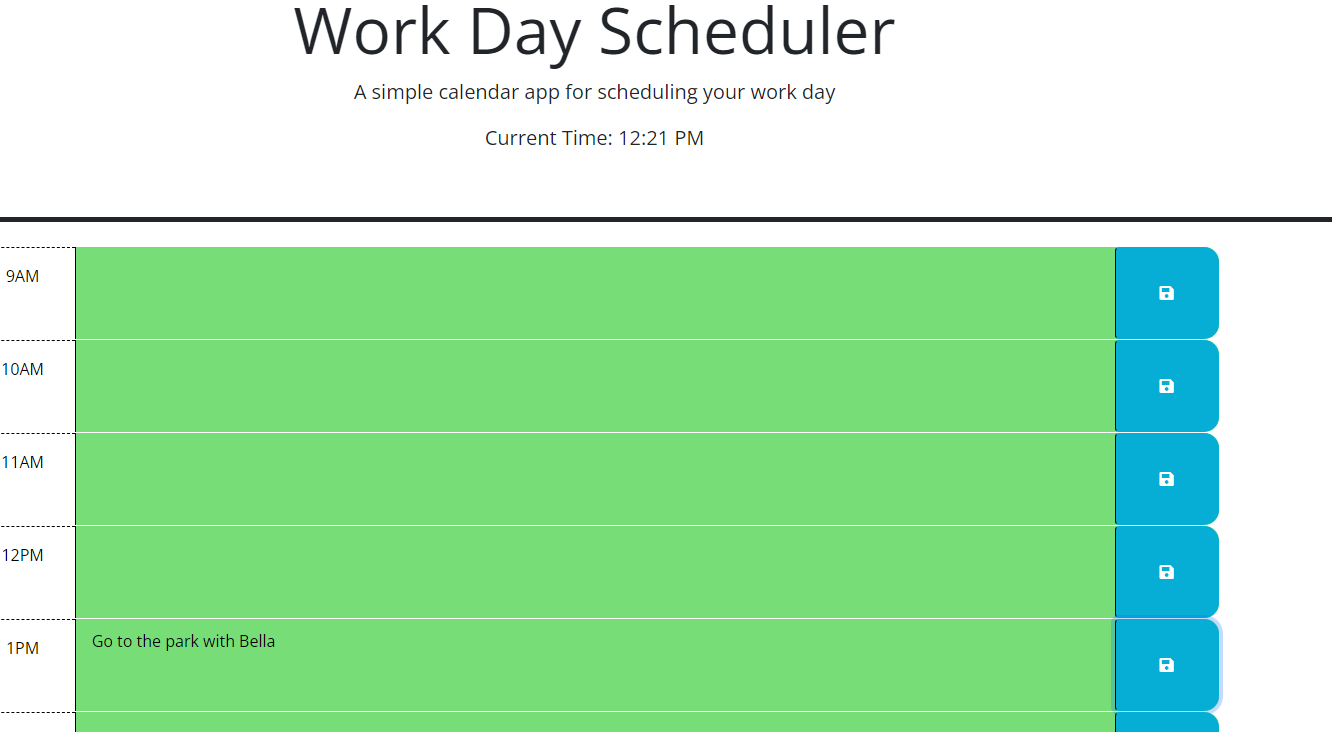 Work Day Scheduler
A simple calendar app for scheduling your work day
Current Time: 12:21 PM
9AM
10AM
11AM
12PM
1PM
Go to the park with Bella